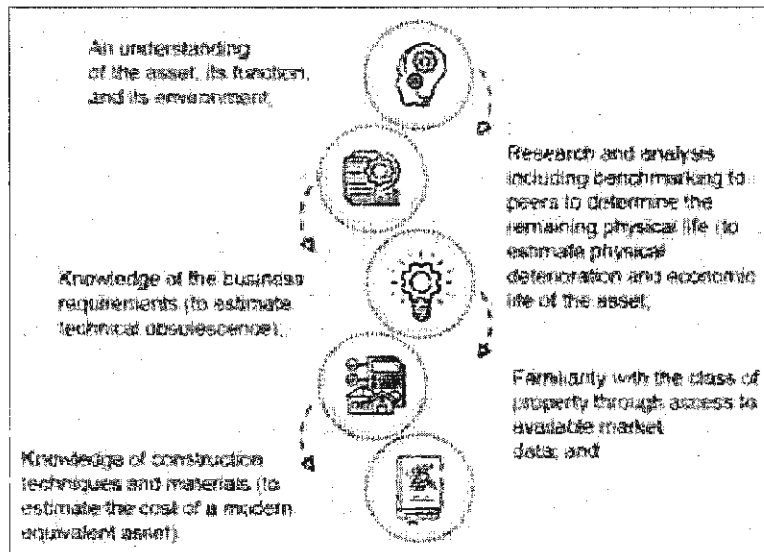 An understanding
of the asset, its function,
and its environment;
Research and analysis
including benchmarking to
peers to determine the
remaining physical life (to
estimate physical
deterioration and economic
life of the asset;
Knowledge of the business
requirements (to estimate
technical obsulescence);
Familiarity with the class of
property through access to
available market
data; and
Knowledge of construction
techniques and materials (to
estimate the cost of a modern
equivalent asset)